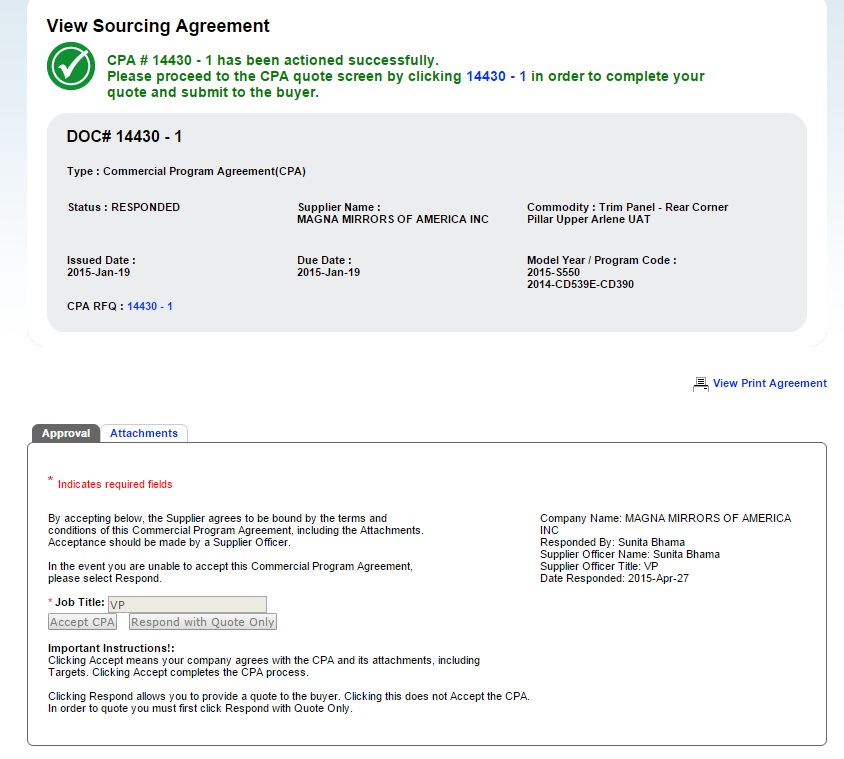 View Sourcing Agreement
CPA # 14430 - 1 has been actioned successfully.
Please proceed to the CPA quote screen by clicking 14430 - 1 in order to complete your
quote and submit to the buyer.
DOC# 14430 - 1
Type : Commercial Program Agreement(CPA)
Status : RESPONDED
Supplier Name :
MAGNA MIRRORS OF AMERICA INC
Commodity : Trim Panel - Rear Corner
Pillar Upper Arlene UAT
Issued Date :
2015-Jan-19
Due Date :
2015-Jan-19
Model Year / Program Code :
2015-S550
2014-CD539E-CD390
CPA RFQ : 14430 - 1
View Print Agreement
Approval
Attachments
* Indicates required fields
By accepting below, the Supplier agrees to be bound by the terms and
conditions of this Commercial Program Agreement, including the Attachments.
Acceptance should be made by a Supplier Officer.
In the event you are unable to accept this Commercial Program Agreement,
please select Respond.
* Job Title: VP
Accept CPA Respond with Quote Only
Important Instructions!:
Clicking Accept means your company agrees with the CPA and its attachments, including
Targets. Clicking Accept completes the CPA process.
Clicking Respond allows you to provide a quote to the buyer. Clicking this does not Accept the CPA.
In order to quote you must first click Respond with Quote Only.
Company Name: MAGNA MIRRORS OF AMERICA
INC
Responded By: Sunita Bhama
Supplier Officer Name: Sunita Bhama
Supplier Officer Title: VP
Date Responded: 2015-Apr-27